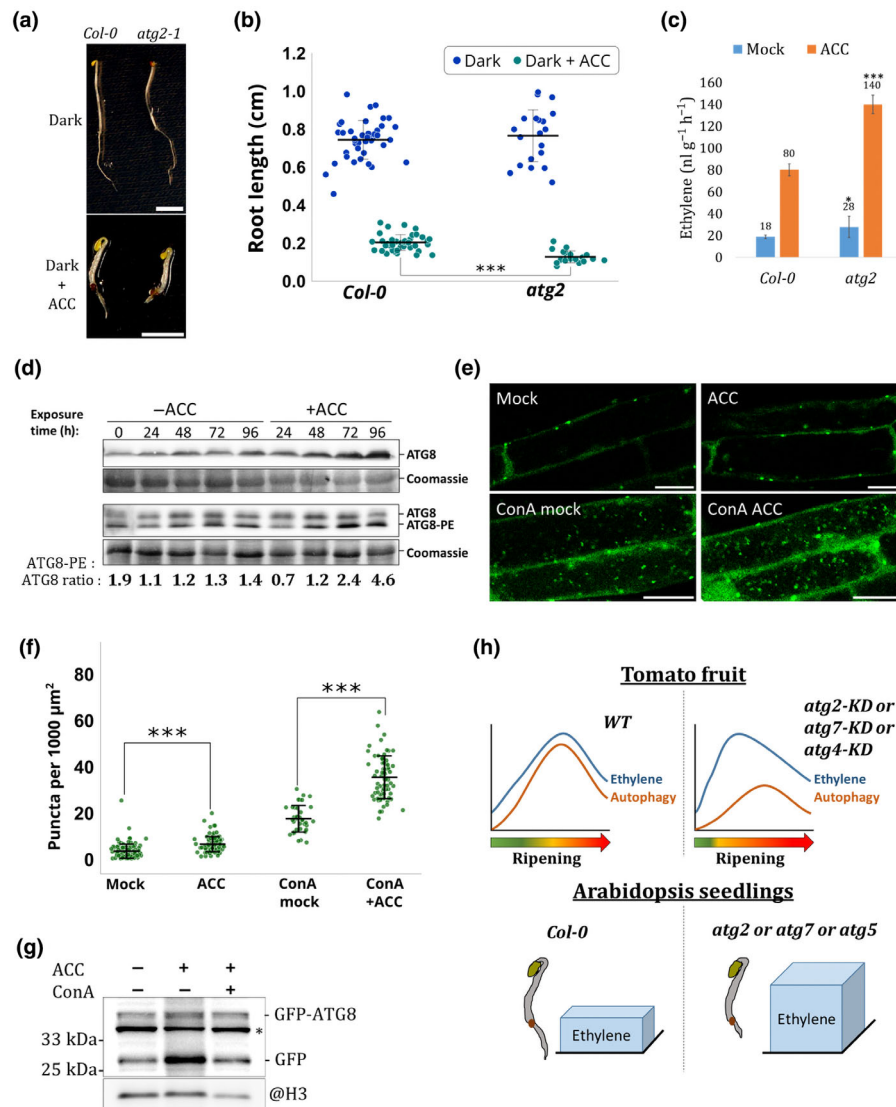 (a)
Col-0 atg2-1
Dark
Dark
+
ACC
(b)
Dark Dark + ACC
Root length (cm)
1.2
1.0
0.8
0.6
0.4
0.2
0.0
***
Col-0 atg2
(c)
Mock ACC
Ethylene (nl g⁻¹ h⁻¹)
160
140
120
100
80
60
40
20
0
18
80
*
28
***
140
Col-0 atg2
(d)
−ACC +ACC
Exposure
time (h):
0 24 48 72 96 24 48 72 96
ATG8
Coomassie
ATG8
ATG8-PE
Coomassie
ATG8-PE :
ATG8 ratio :
1.9 1.1 1.2 1.3 1.4 0.7 1.2 2.4 4.6
(e)
Mock
ACC
ConA mock
ConA ACC
(f)
Puncta per 1000 µm²
80
60
40
20
0
***
***
Mock
ACC
ConA
mock
ConA
+ACC
(g)
ACC − + +
ConA − − +
GFP-ATG8
*
33 kDa
25 kDa
GFP
@H3
(h)
Tomato fruit
WT
Ethylene
Autophagy
Ripening
atg2-KD or
atg7-KD or
atg4-KD
Ethylene
Autophagy
Ripening
Arabidopsis seedlings
Col-0
Ethylene
atg2 or atg7 or atg5
Ethylene